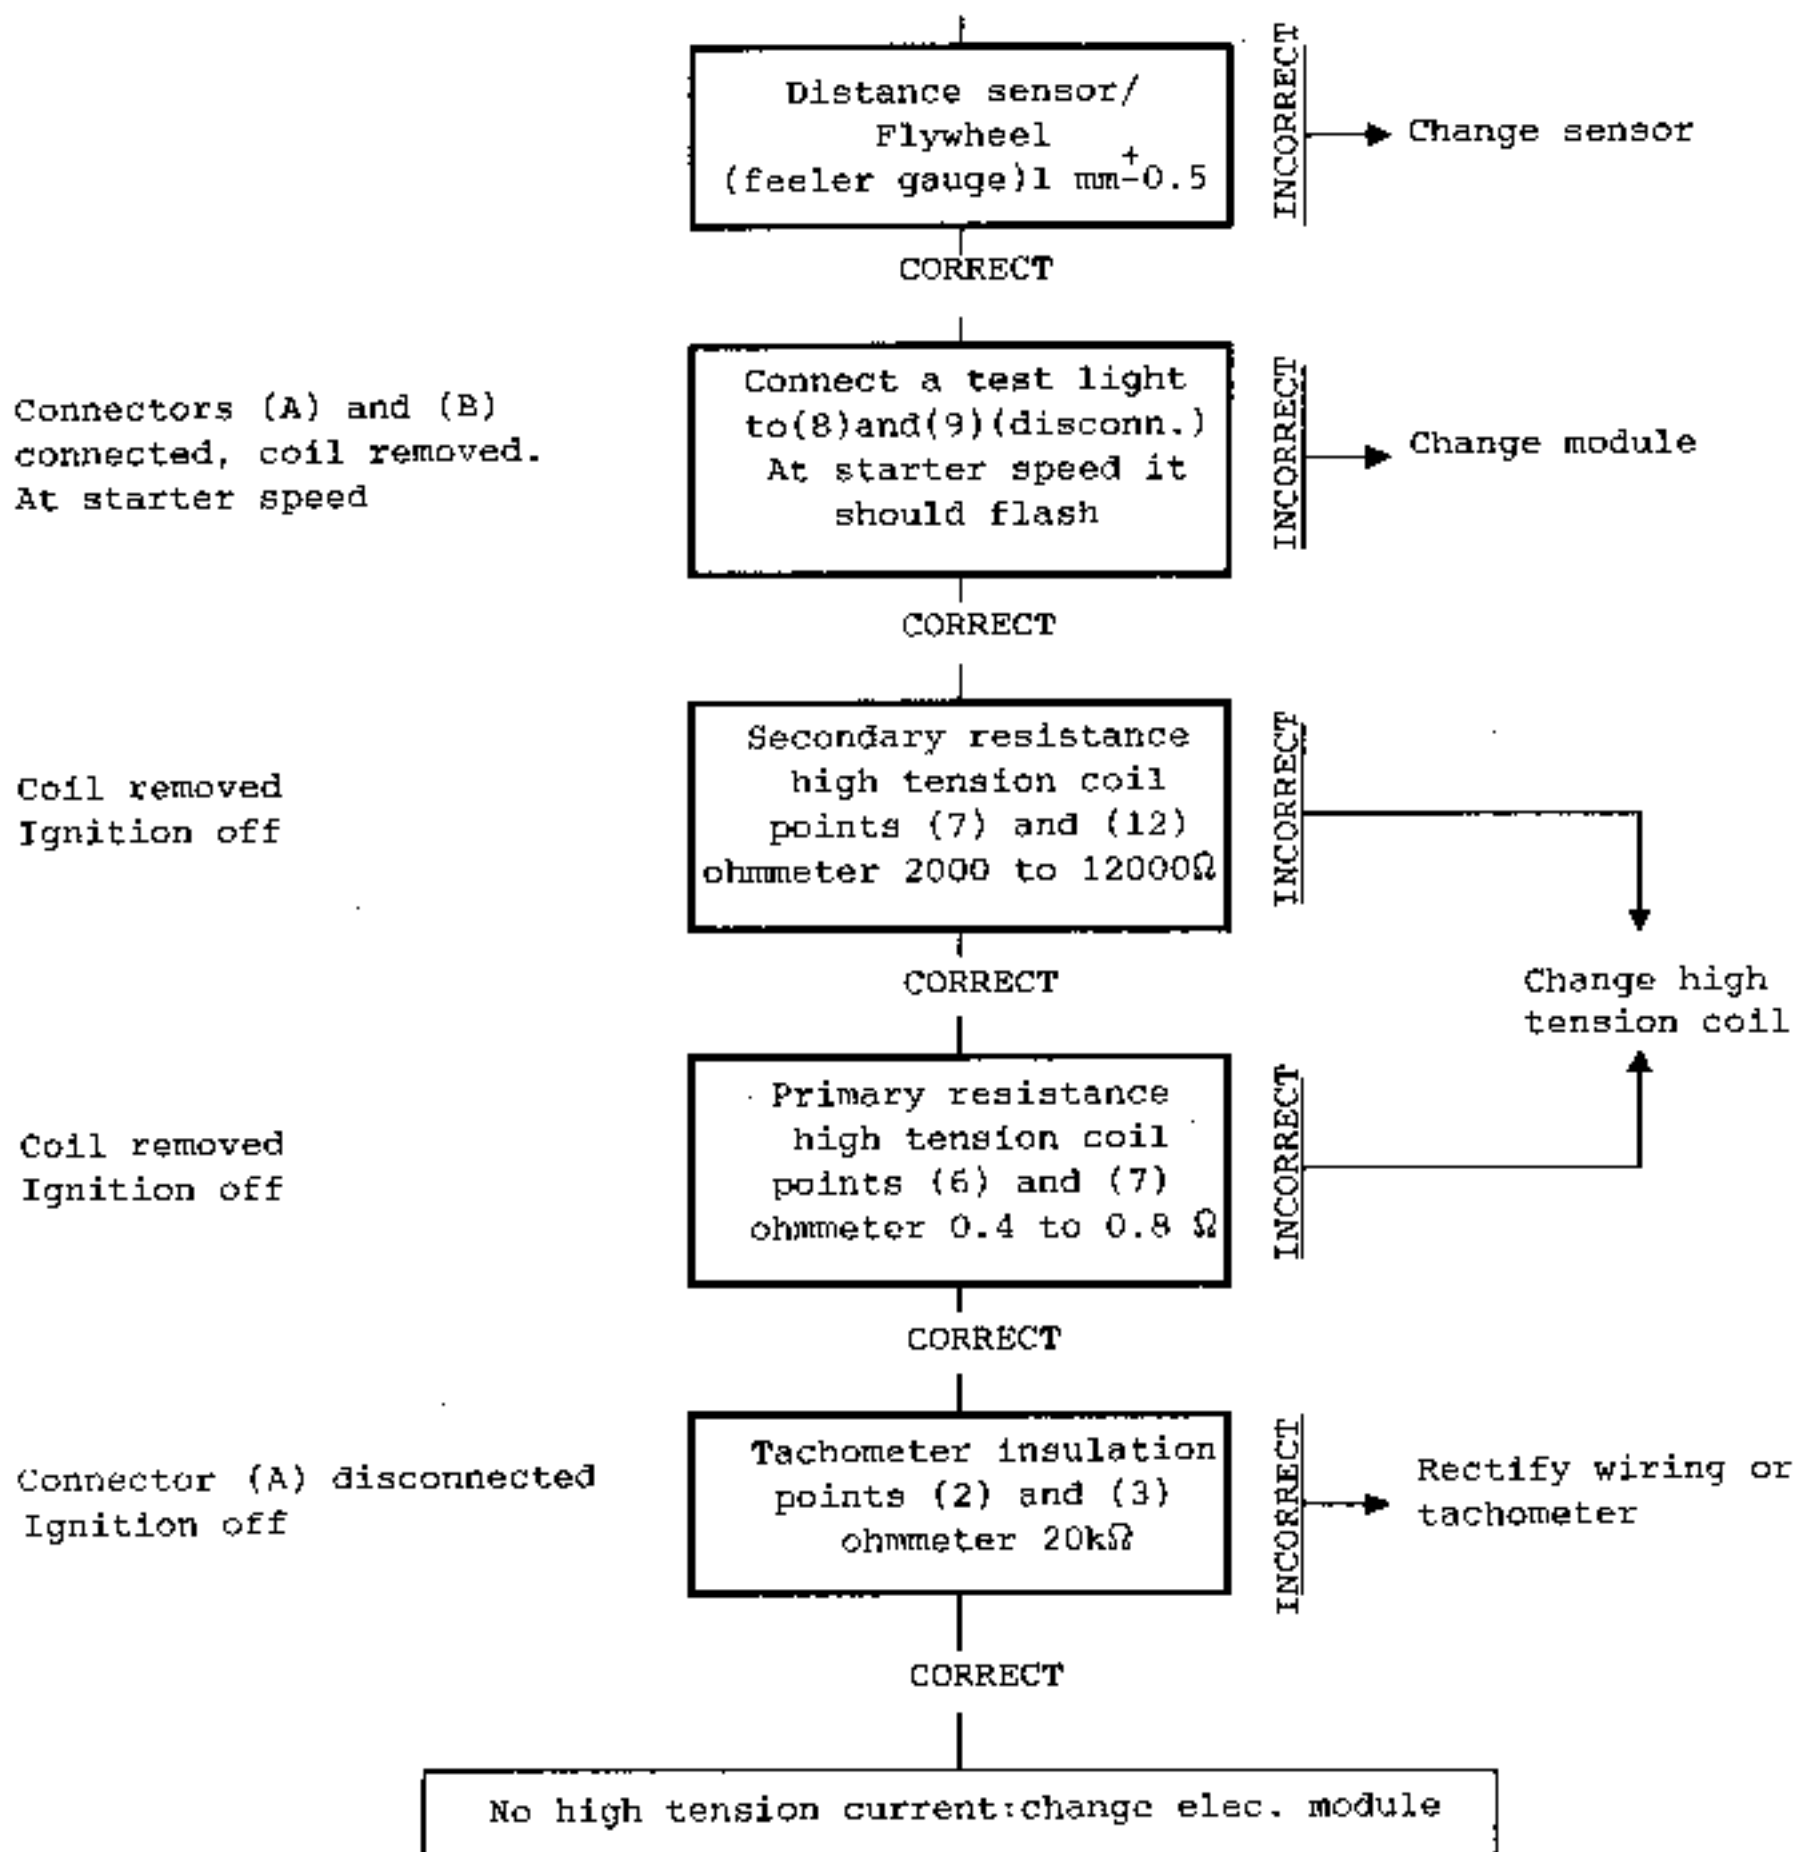 Distance sensor/
Flywheel
(feeler gauge)1 mm±0.5
INCORRECT
Change sensor
CORRECT
Connectors (A) and (B)
connected, coil removed.
At starter speed
Connect a test light
to(8)and(9)(disconn.)
At starter speed it
should flash
INCORRECT
Change module
CORRECT
Coil removed
Ignition off
Secondary resistance
high tension coil
points (7) and (12)
ohmmeter 2000 to 12000Ω
INCORRECT
CORRECT
Change high
tension coil
Coil removed
Ignition off
Primary resistance
high tension coil
points (6) and (7)
ohmmeter 0.4 to 0.8 Ω
INCORRECT
CORRECT
Connector (A) disconnected
Ignition off
Tachometer insulation
points (2) and (3)
ohmmeter 20kΩ
INCORRECT
Rectify wiring or
tachometer
CORRECT
No high tension current:change elec. module